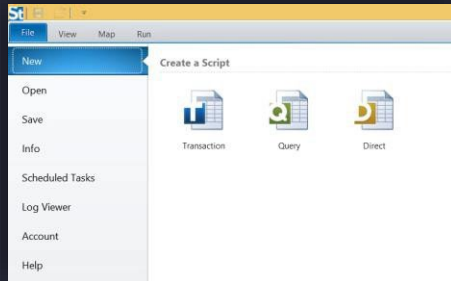 St
File View Map Run
New
Create a Script
Open
Save
Info
Scheduled Tasks
Log Viewer
Account
Help
T Q D
Transaction Query Direct